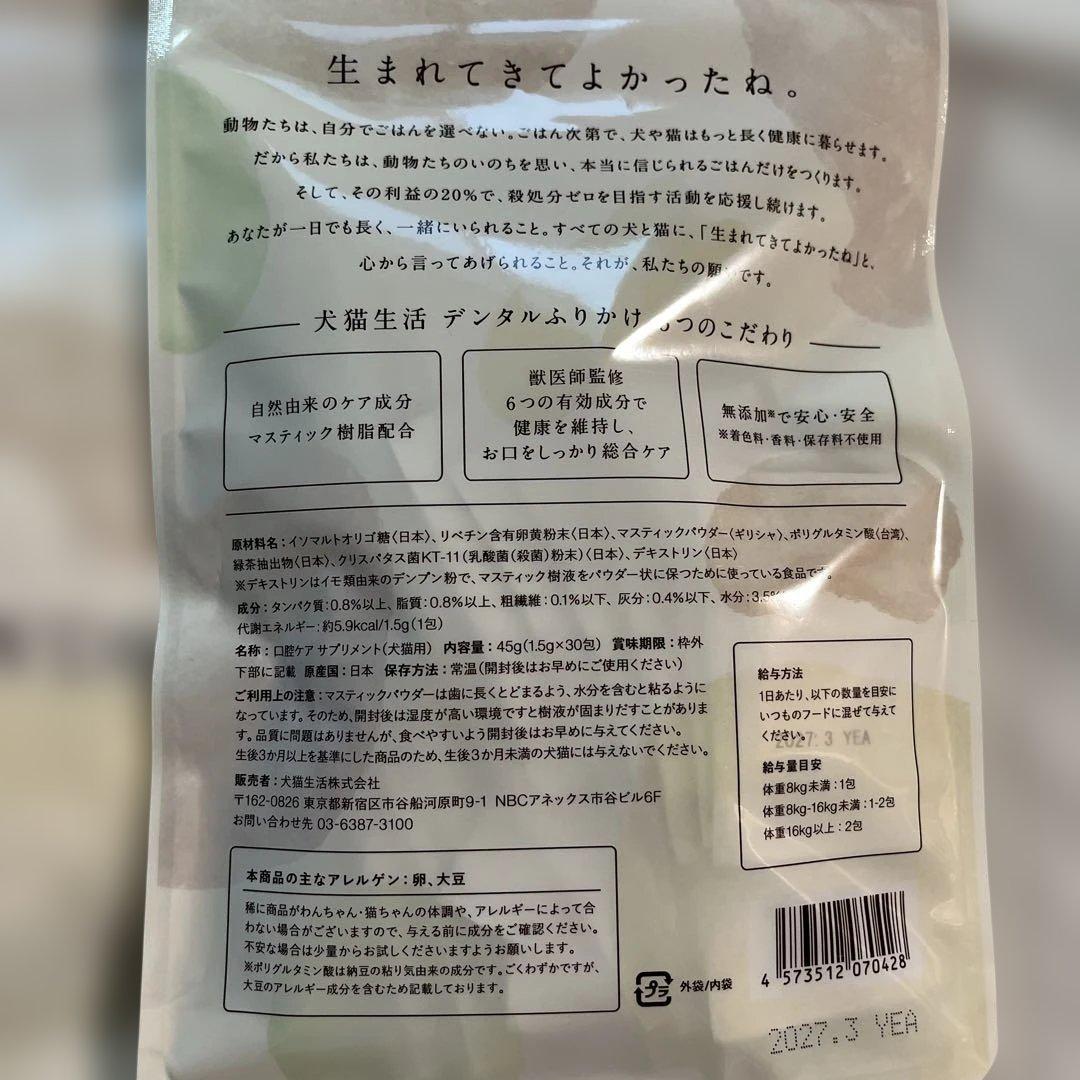 生まれてきてよかったね。
動物たちは、自分でごはんを選べない。ごはん次第で、犬や猫はもっと長く健康に暮らせます。
だから私たちは、動物たちのいのちを思い、本当に信じられるごはんだけをつくります。
そして、その利益の20%で、殺処分ゼロを目指す活動を応援し続けます。
あなたが一日でも長く、一緒にいられること。すべての犬と猫に、「生まれてきてよかったね」と、
心から言ってあげられること。それが、私たちの願いです。
犬猫生活 デンタルふりかけ つのこだわり
自然由来のケア成分
マスティック樹脂配合
獣医師監修
6つの有効成分で
健康を維持し、
お口をしっかり総合ケア
無添加※で安心・安全
※着色料・香料・保存料不使用
原材料名：イソマルトオリゴ糖〈日本〉、リベチン含有卵黄粉末〈日本〉、マスティックパウダー〈ギリシャ〉、ポリグルタミン酸〈台湾〉、
緑茶抽出物〈日本〉、クリスパタス菌KT-11（乳酸菌（殺菌）粉末）〈日本〉、デキストリン〈日本〉
※デキストリンはイモ類由来のデンプン粉で、マスティック樹液をパウダー状に保つために使っている食品です。
成分：タンパク質：0.8%以上、脂質：0.8%以上、粗繊維：0.1%以下、灰分：0.4%以下、水分：3.5%
代謝エネルギー：約5.9kcal/1.5g（1包）
名称：口腔ケア サプリメント（犬猫用） 内容量：45g（1.5g×30包） 賞味期限：枠外
下部に記載 原産国：日本 保存方法：常温（開封後はお早めにご使用ください）
ご利用上の注意：マスティックパウダーは歯に長くとどまるよう、水分を含むと粘るように
なっています。そのため、開封後は湿度が高い環境ですと樹液が固まりだすことがありま
す。品質に問題はありませんが、食べやすいよう開封後はお早めに与えてください。
生後3か月以上を基準にした商品のため、生後3か月未満の犬猫には与えないでください。
販売者：犬猫生活株式会社
〒162-0826 東京都新宿区市谷船河原町9-1 NBCアネックス市谷ビル6F
お問い合わせ先 03-6387-3100
給与方法
1日あたり、以下の数量を目安に
いつものフードに混ぜて与えて
ください。
2027.3 YEA
給与量目安
体重8kg未満：1包
体重8kg-16kg未満：1-2包
体重16kg以上：2包
本商品の主なアレルゲン：卵、大豆
稀に商品がわんちゃん・猫ちゃんの体調や、アレルギーによって合
わない場合がございますので、与える前に成分をご確認ください。
不安な場合は少量からお試しくださいますようお願いします。
※ポリグルタミン酸は納豆の粘り気由来の成分です。ごくわずかですが、
大豆のアレルギー成分を含むため記載しております。
プラ
外袋/内袋
4 573512 070428
2027.3 YEA